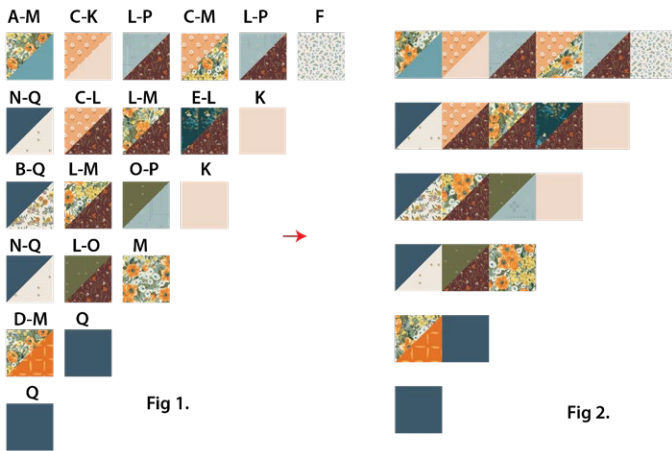 A-M C-K L-P C-M L-P F
N-Q C-L L-M E-L K
B-Q L-M O-P K
N-Q L-O M
D-M Q
Q
Fig 1.
Fig 2.